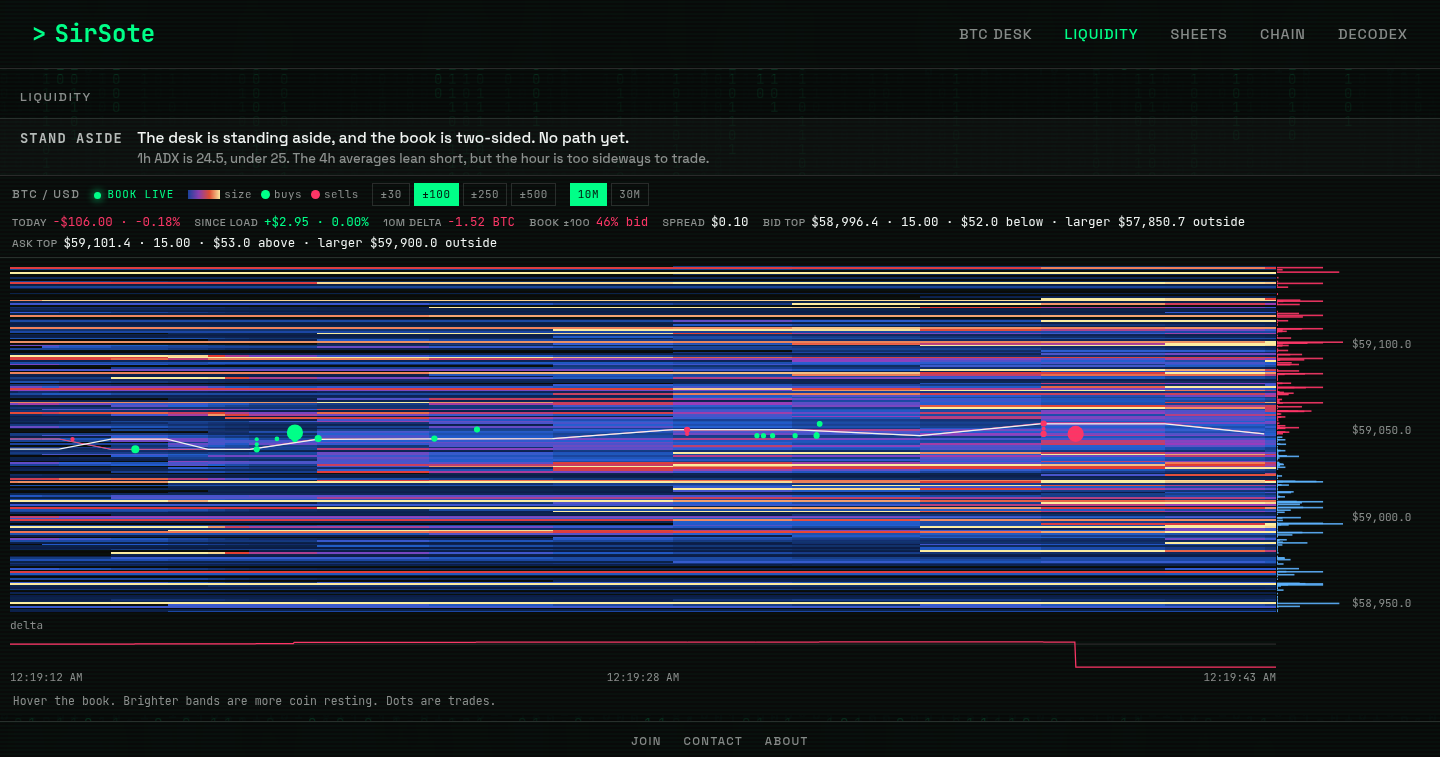 > SirSote
BTC DESK LIQUIDITY SHEETS CHAIN DECODEX
LIQUIDITY
STAND ASIDE The desk is standing aside, and the book is two-sided. No path yet.
1h ADX is 24.5, under 25. The 4h averages lean short, but the hour is too sideways to trade.
BTC / USD BOOK LIVE size buys sells ±30 ±100 ±250 ±500 10M 30M
TODAY -$106.00 · -0.18% SINCE LOAD +$2.95 · 0.00% 10M DELTA -1.52 BTC BOOK ±100 46% bid SPREAD $0.10 BID TOP $58,996.4 · 15.00 · $52.0 below · larger $57,850.7 outside
ASK TOP $59,101.4 · 15.00 · $53.0 above · larger $59,900.0 outside
$59,100.0
$59,050.0
$59,000.0
$58,950.0
delta
12:19:12 AM 12:19:28 AM 12:19:43 AM
Hover the book. Brighter bands are more coin resting. Dots are trades.
JOIN CONTACT ABOUT